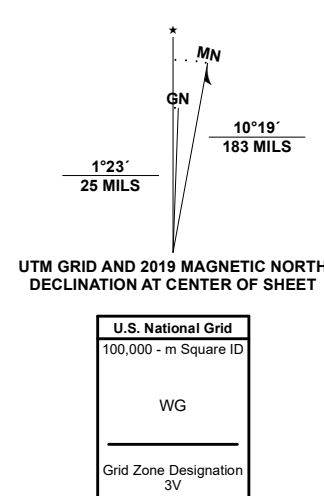 ★
MN
GN
10°19´
183 MILS
1°23´
25 MILS
UTM GRID AND 2019 MAGNETIC NORTH
DECLINATION AT CENTER OF SHEET
U.S. National Grid
100,000 - m Square ID
WG
Grid Zone Designation
3V